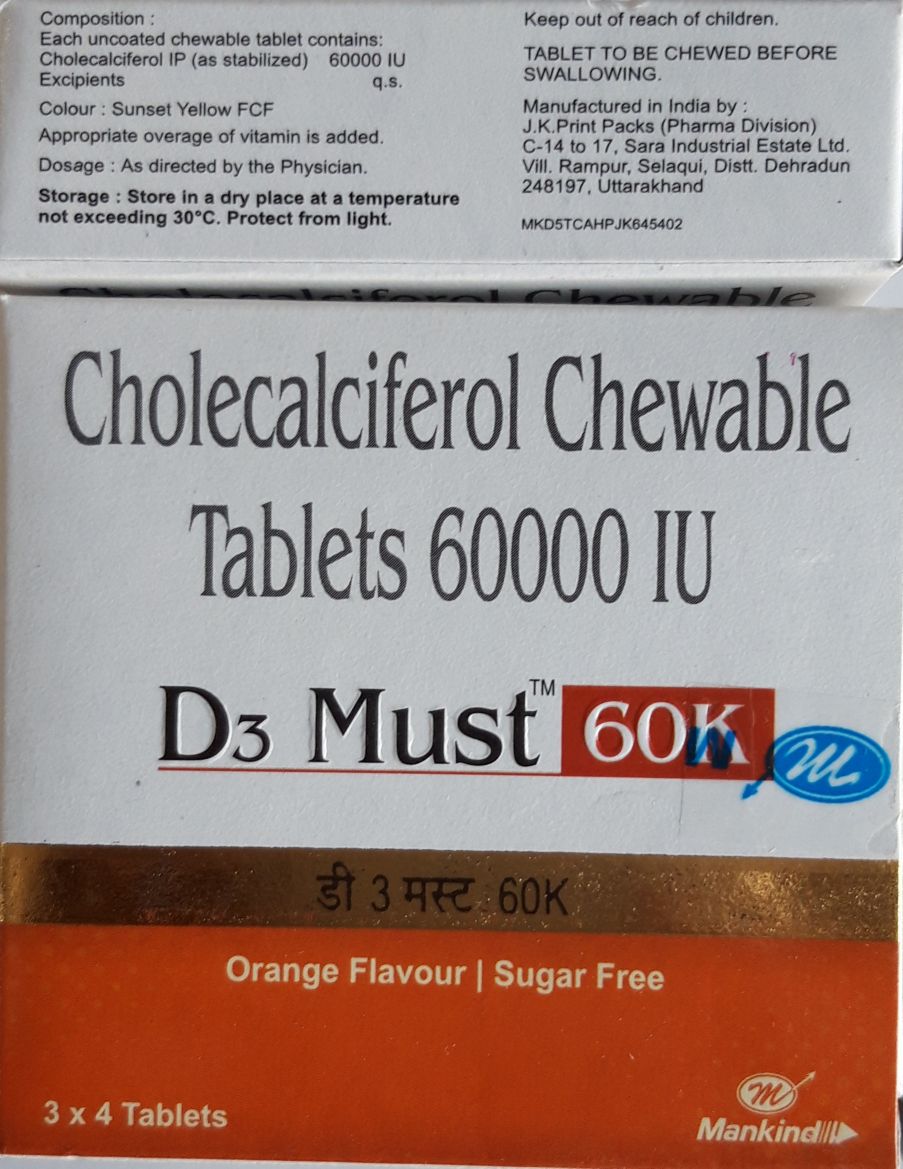 Composition :
Each uncoated chewable tablet contains:
Cholecalciferol IP (as stabilized) 60000 IU
Excipients q.s.
Colour : Sunset Yellow FCF
Appropriate overage of vitamin is added.
Dosage : As directed by the Physician.
Storage : Store in a dry place at a temperature
not exceeding 30°C. Protect from light.
Keep out of reach of children.
TABLET TO BE CHEWED BEFORE
SWALLOWING.
Manufactured in India by :
J.K.Print Packs (Pharma Division)
C-14 to 17, Sara Industrial Estate Ltd.
Vill. Rampur, Selaqui, Distt. Dehradun
248197, Uttarakhand
MKD5TCAHPJK645402
Cholecalciferol Chewable
Cholecalciferol Chewable
Tablets 60000 IU
D3 Must™ 60K
डी 3 मस्ट 60K
Orange Flavour | Sugar Free
3 x 4 Tablets
Mankind